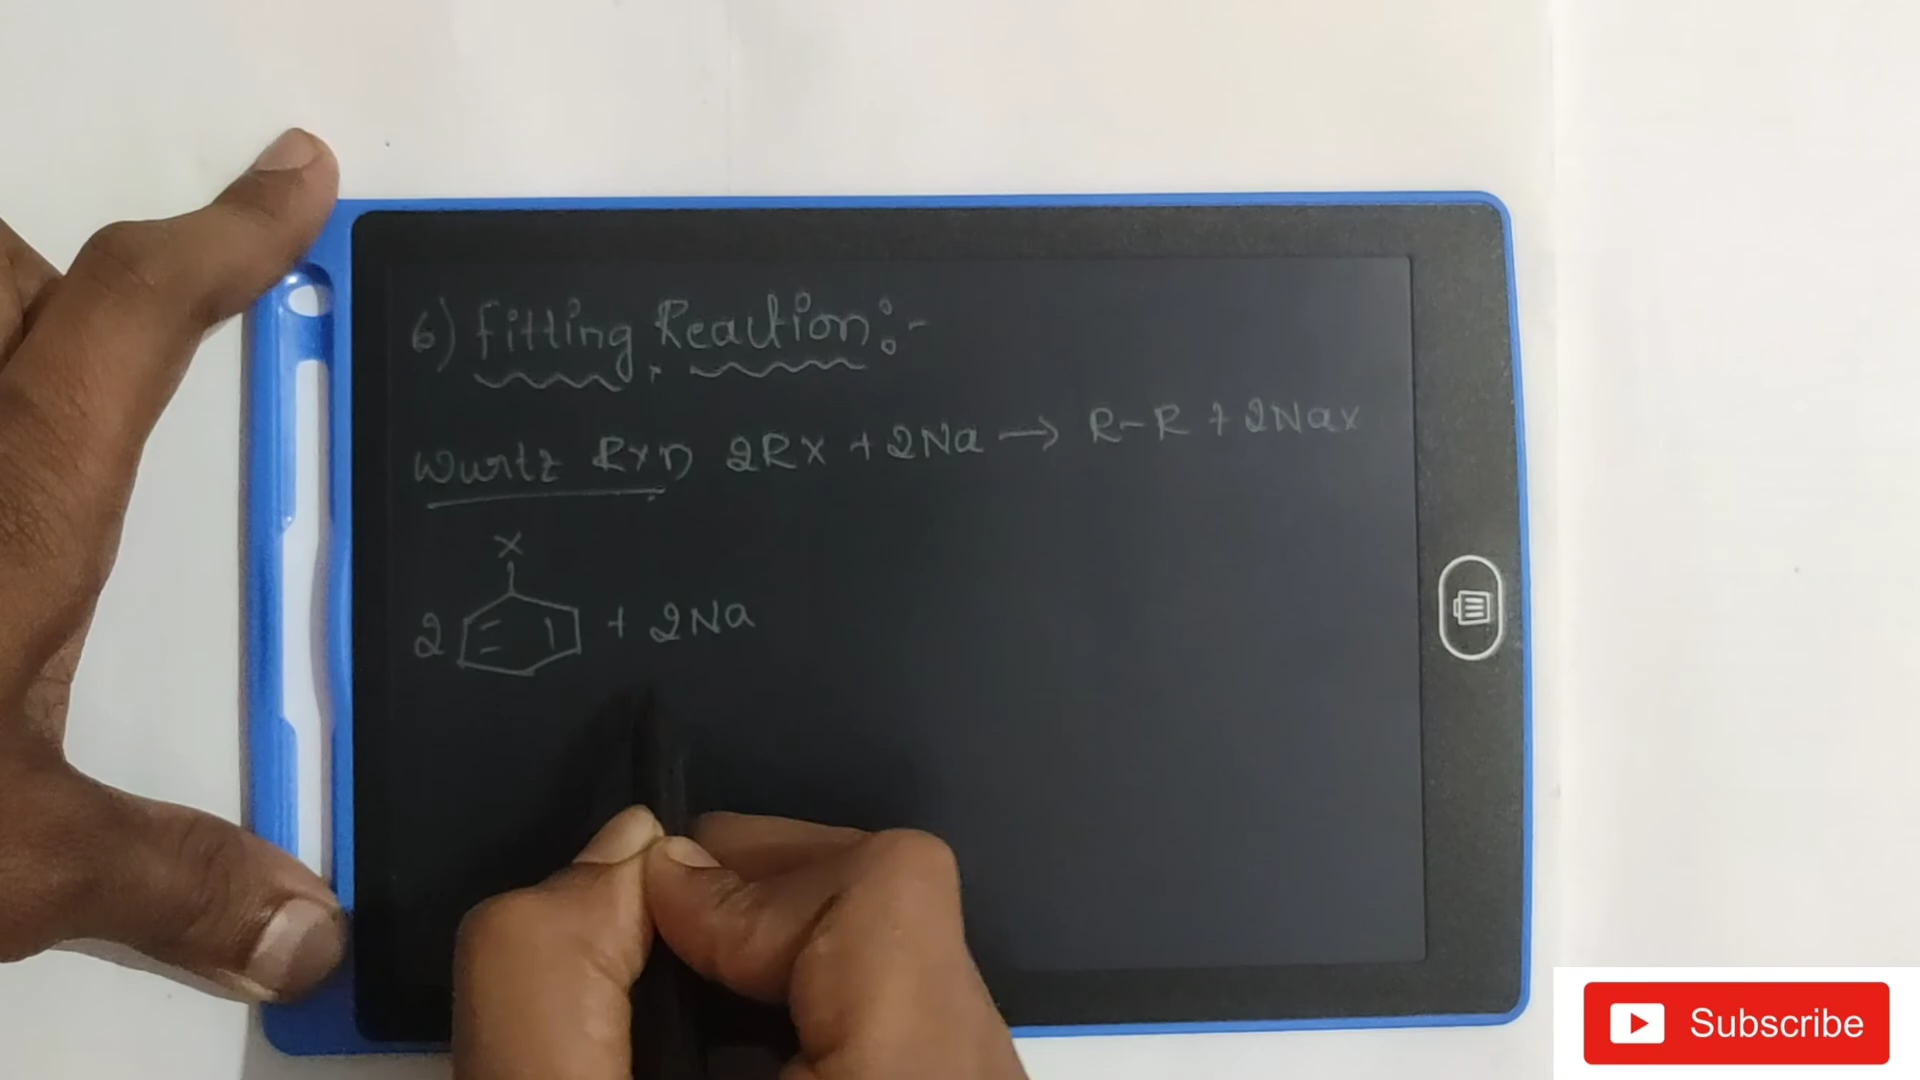 6) Fitting Reaction:-
Wurtz Rxn 2RX + 2Na → R-R + 2NaX
X
2 + 2Na
Subscribe